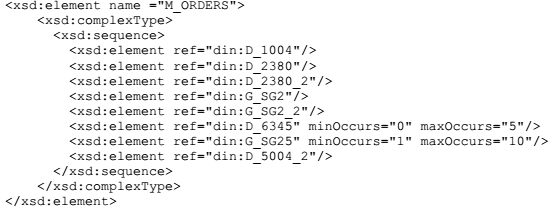 <xsd:element name ="M_ORDERS">
    <xsd:complexType>
      <xsd:sequence>
        <xsd:element ref="din:D_1004"/>
        <xsd:element ref="din:D_2380"/>
        <xsd:element ref="din:D_2380_2"/>
        <xsd:element ref="din:G_SG2"/>
        <xsd:element ref="din:G_SG2_2"/>
        <xsd:element ref="din:D_6345" minOccurs="0" maxOccurs="5"/>
        <xsd:element ref="din:G_SG25" minOccurs="1" maxOccurs="10"/>
        <xsd:element ref="din:D_5004_2"/>
      </xsd:sequence>
    </xsd:complexType>
</xsd:element>